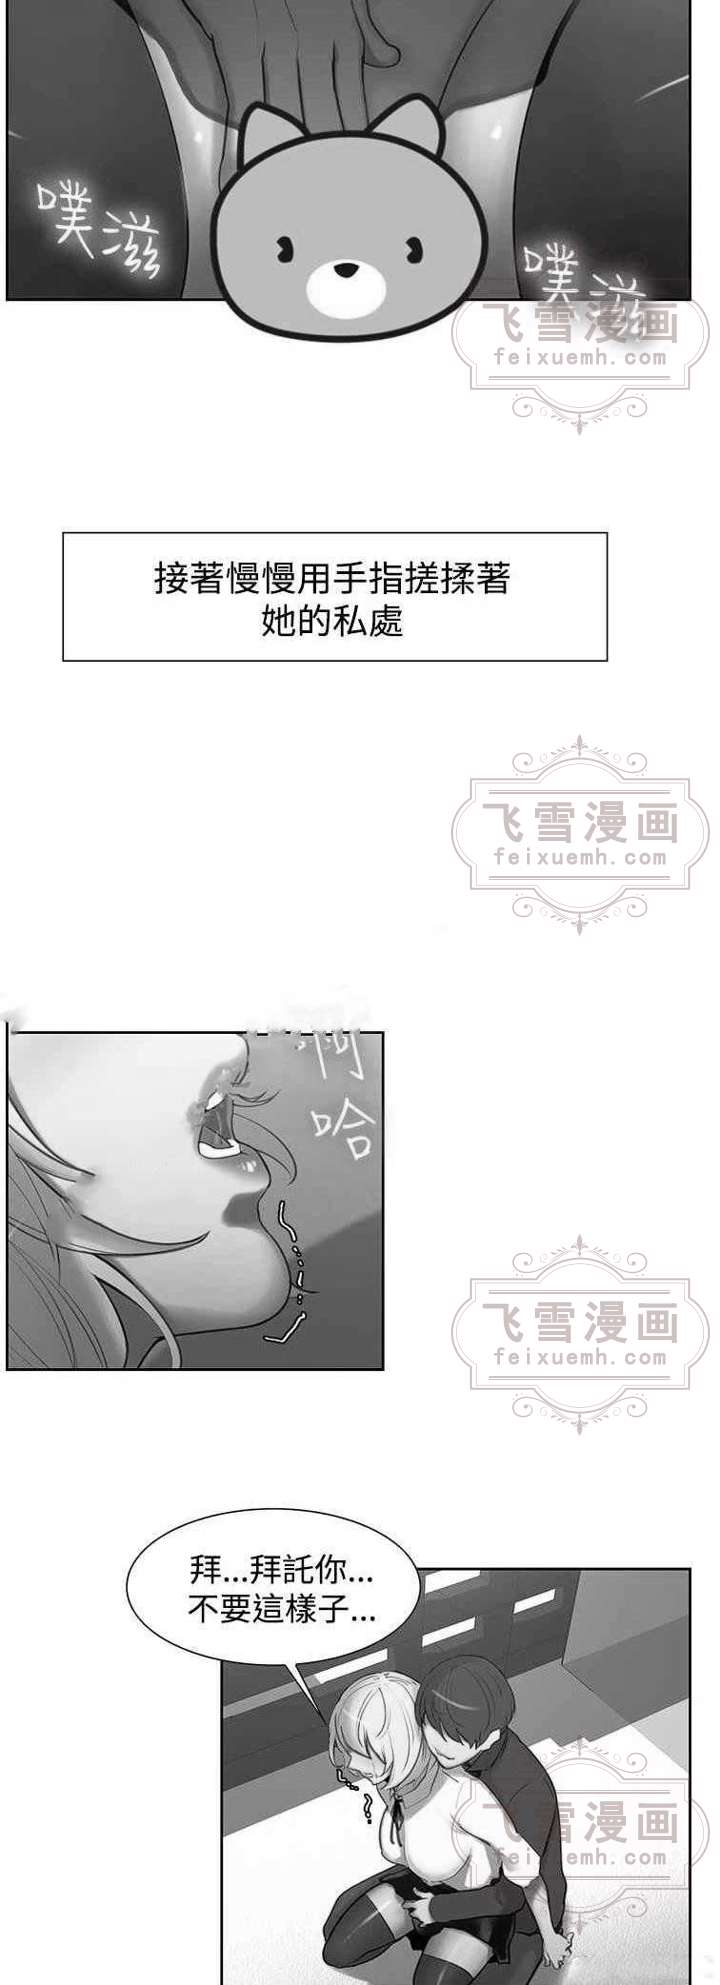 噗滋
噗滋
飞雪漫画
feixuemh.com
接著慢慢用手指搓揉著
她的私處
飞雪漫画
feixuemh.com
啊
哈
飞雪漫画
feixuemh.com
拜...拜託你...
不要這樣子...
飞雪漫画
feixuemh.com